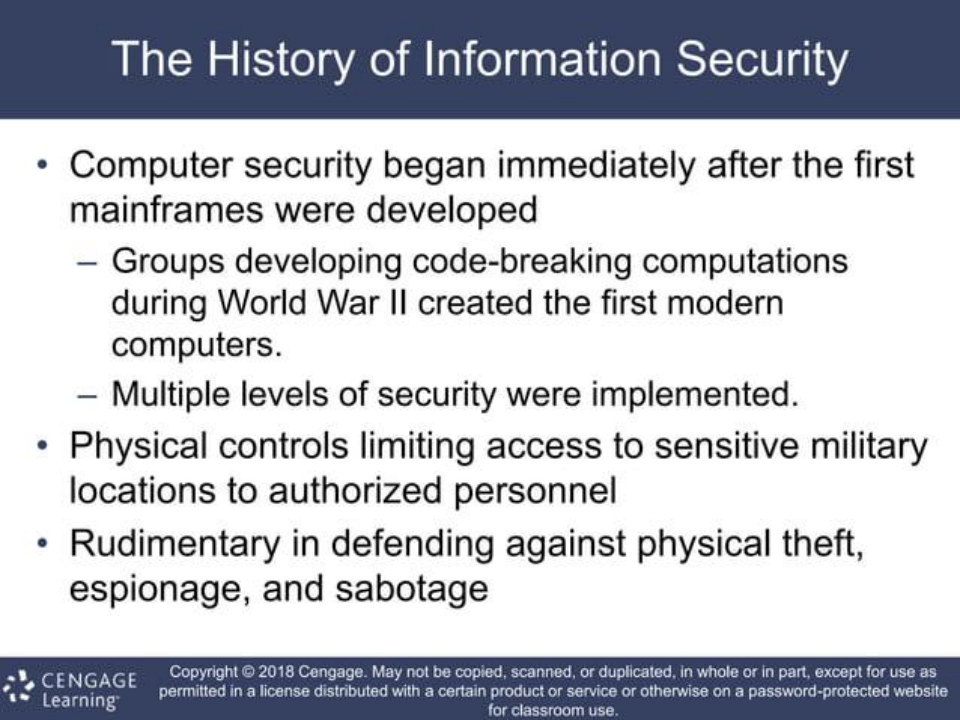 The History of Information Security
• Computer security began immediately after the first
mainframes were developed
– Groups developing code-breaking computations
during World War II created the first modern
computers.
– Multiple levels of security were implemented.
• Physical controls limiting access to sensitive military
locations to authorized personnel
• Rudimentary in defending against physical theft,
espionage, and sabotage
CENGAGE
Learning™
Copyright © 2018 Cengage. May not be copied, scanned, or duplicated, in whole or in part, except for use as
permitted in a license distributed with a certain product or service or otherwise on a password-protected website
for classroom use.